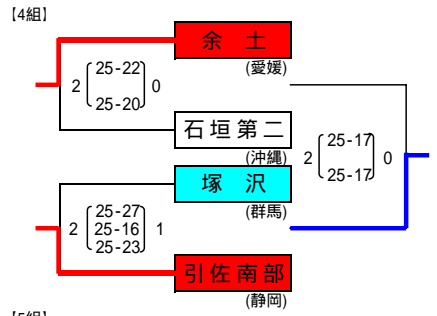 【4組】
余 土
(愛媛)
2 25-22 0
25-20
石垣第二
(沖縄)
2 25-17 0
25-17
塚 沢
(群馬)
25-27
2 25-16 1
25-23
引佐南部
(静岡)
【5組】